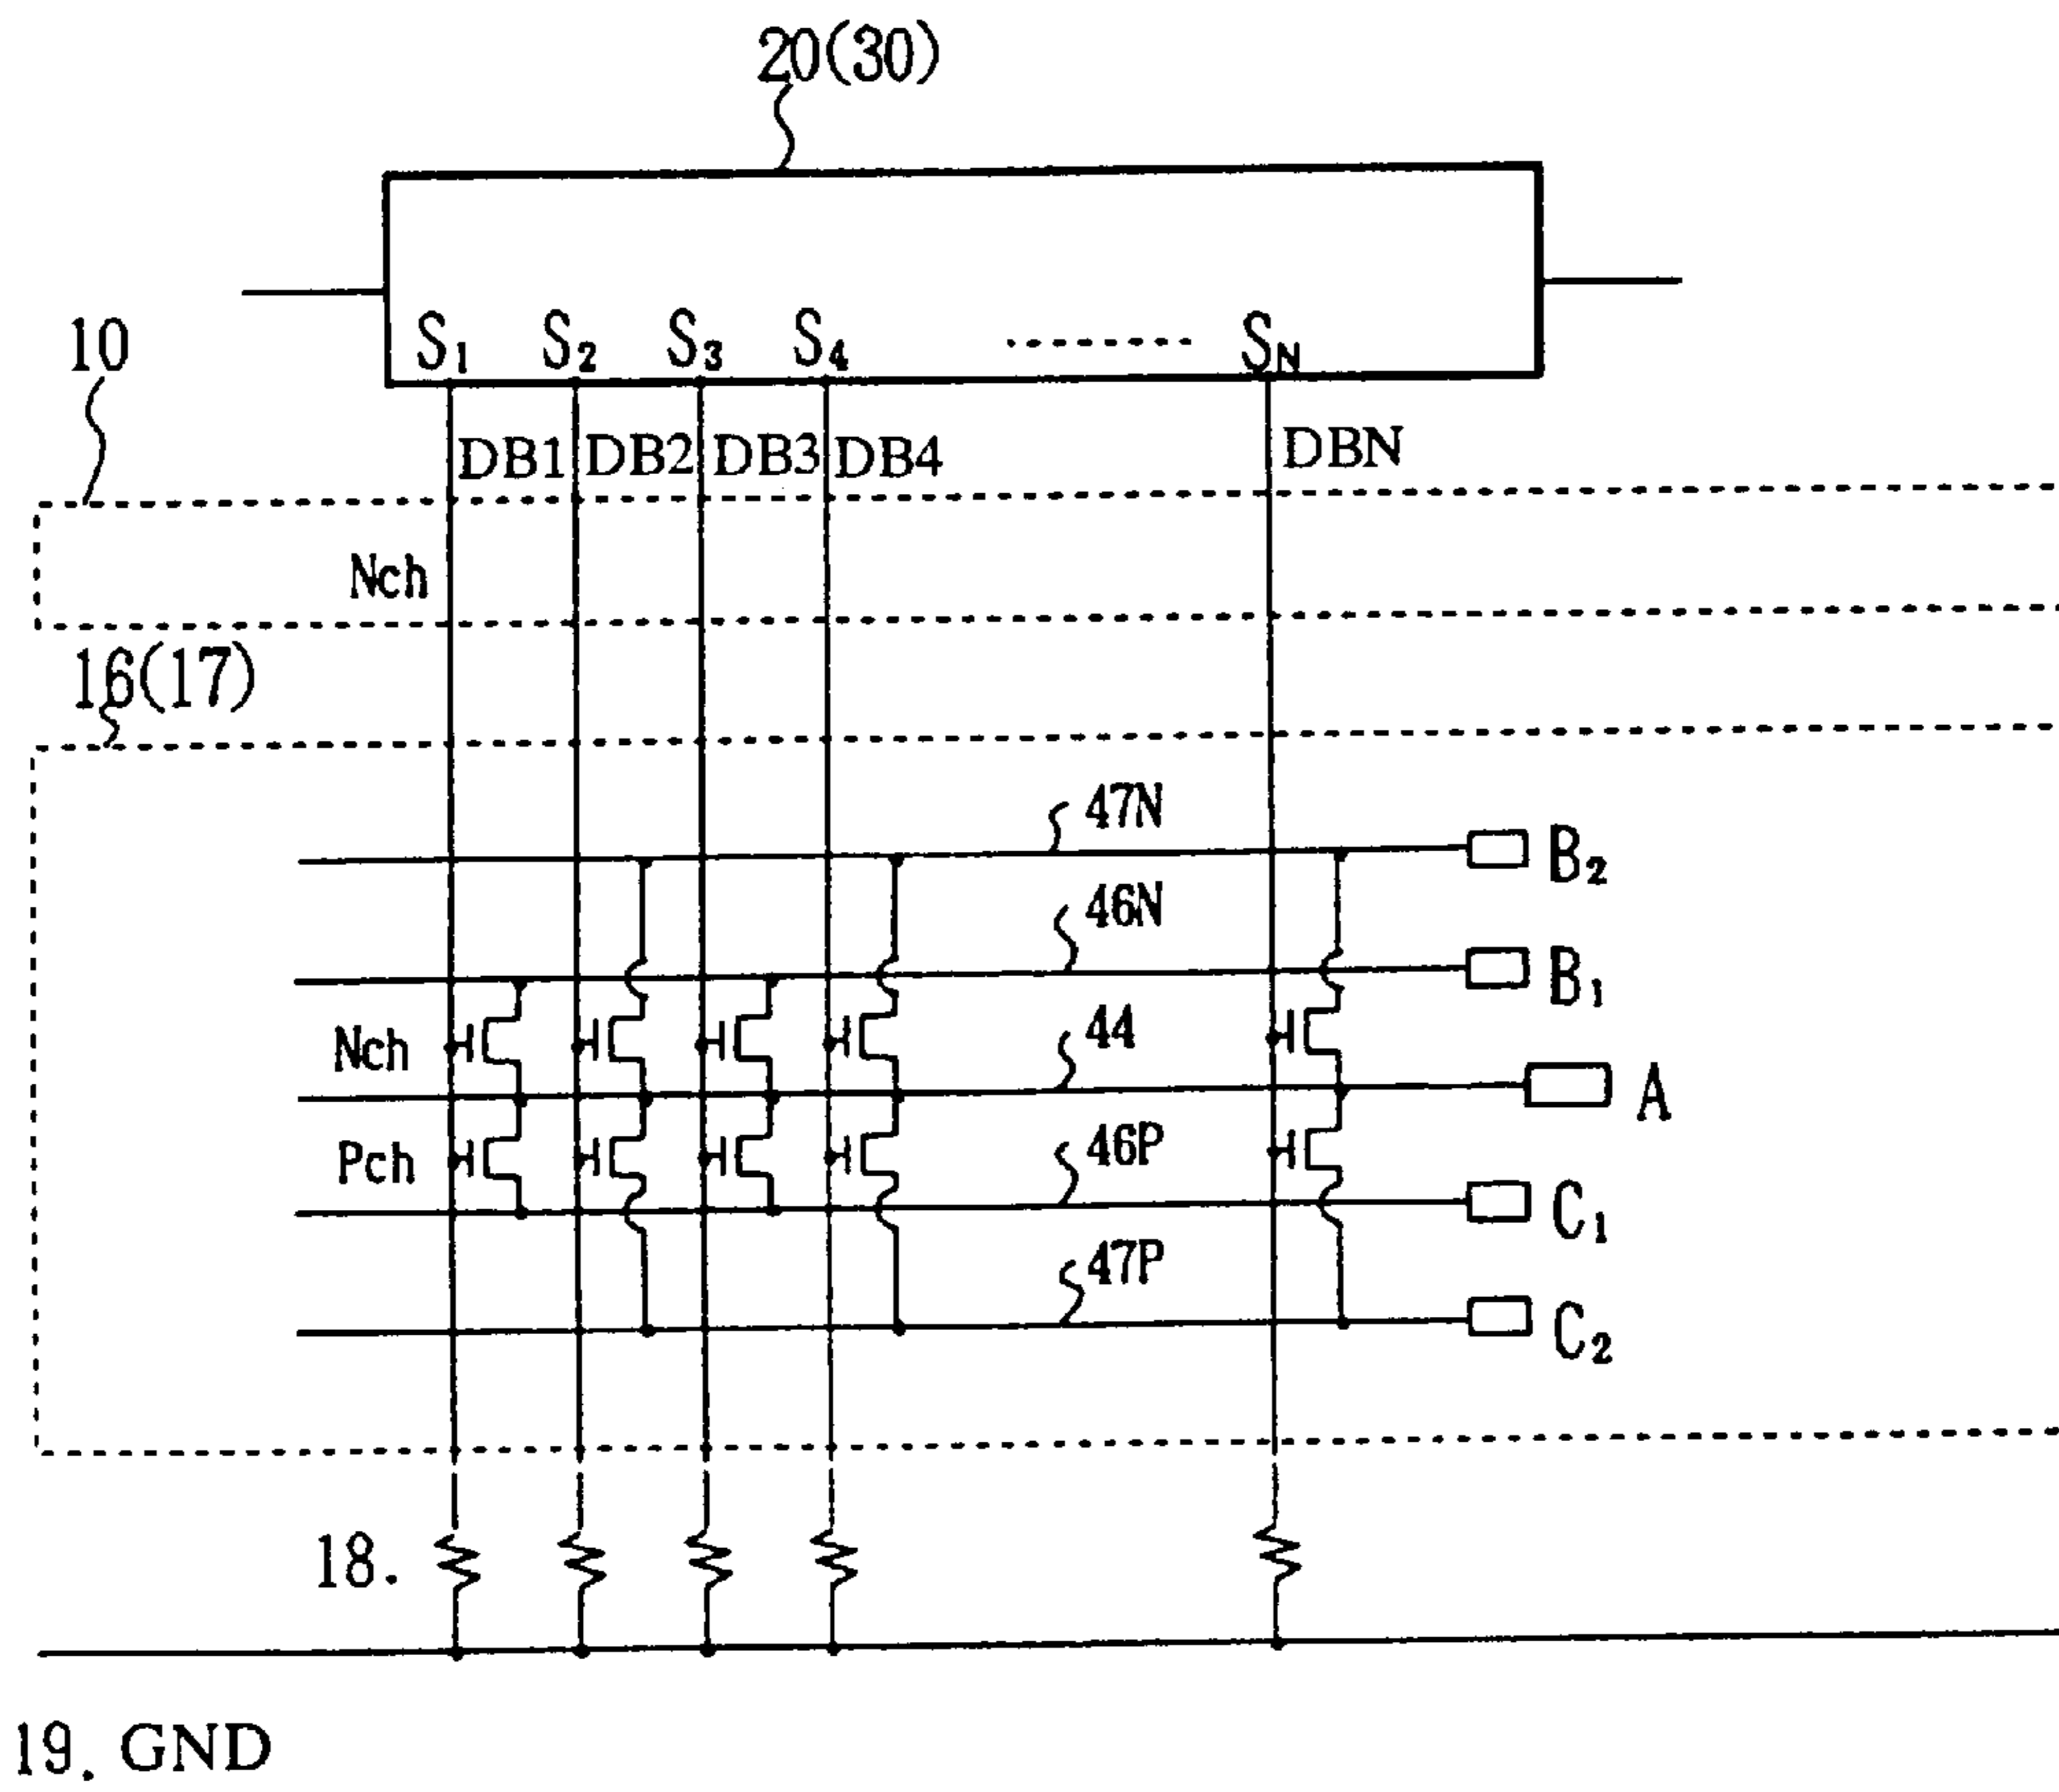 20(30)
10
S₁ S₂ S₃ S₄ ......... S_N
DB1 DB2 DB3 DB4 DBN
Nch
16(17)
47N
B₂
46N
B₁
Nch
44
A
Pch
46P
C₁
47P
C₂
18.
19. GND